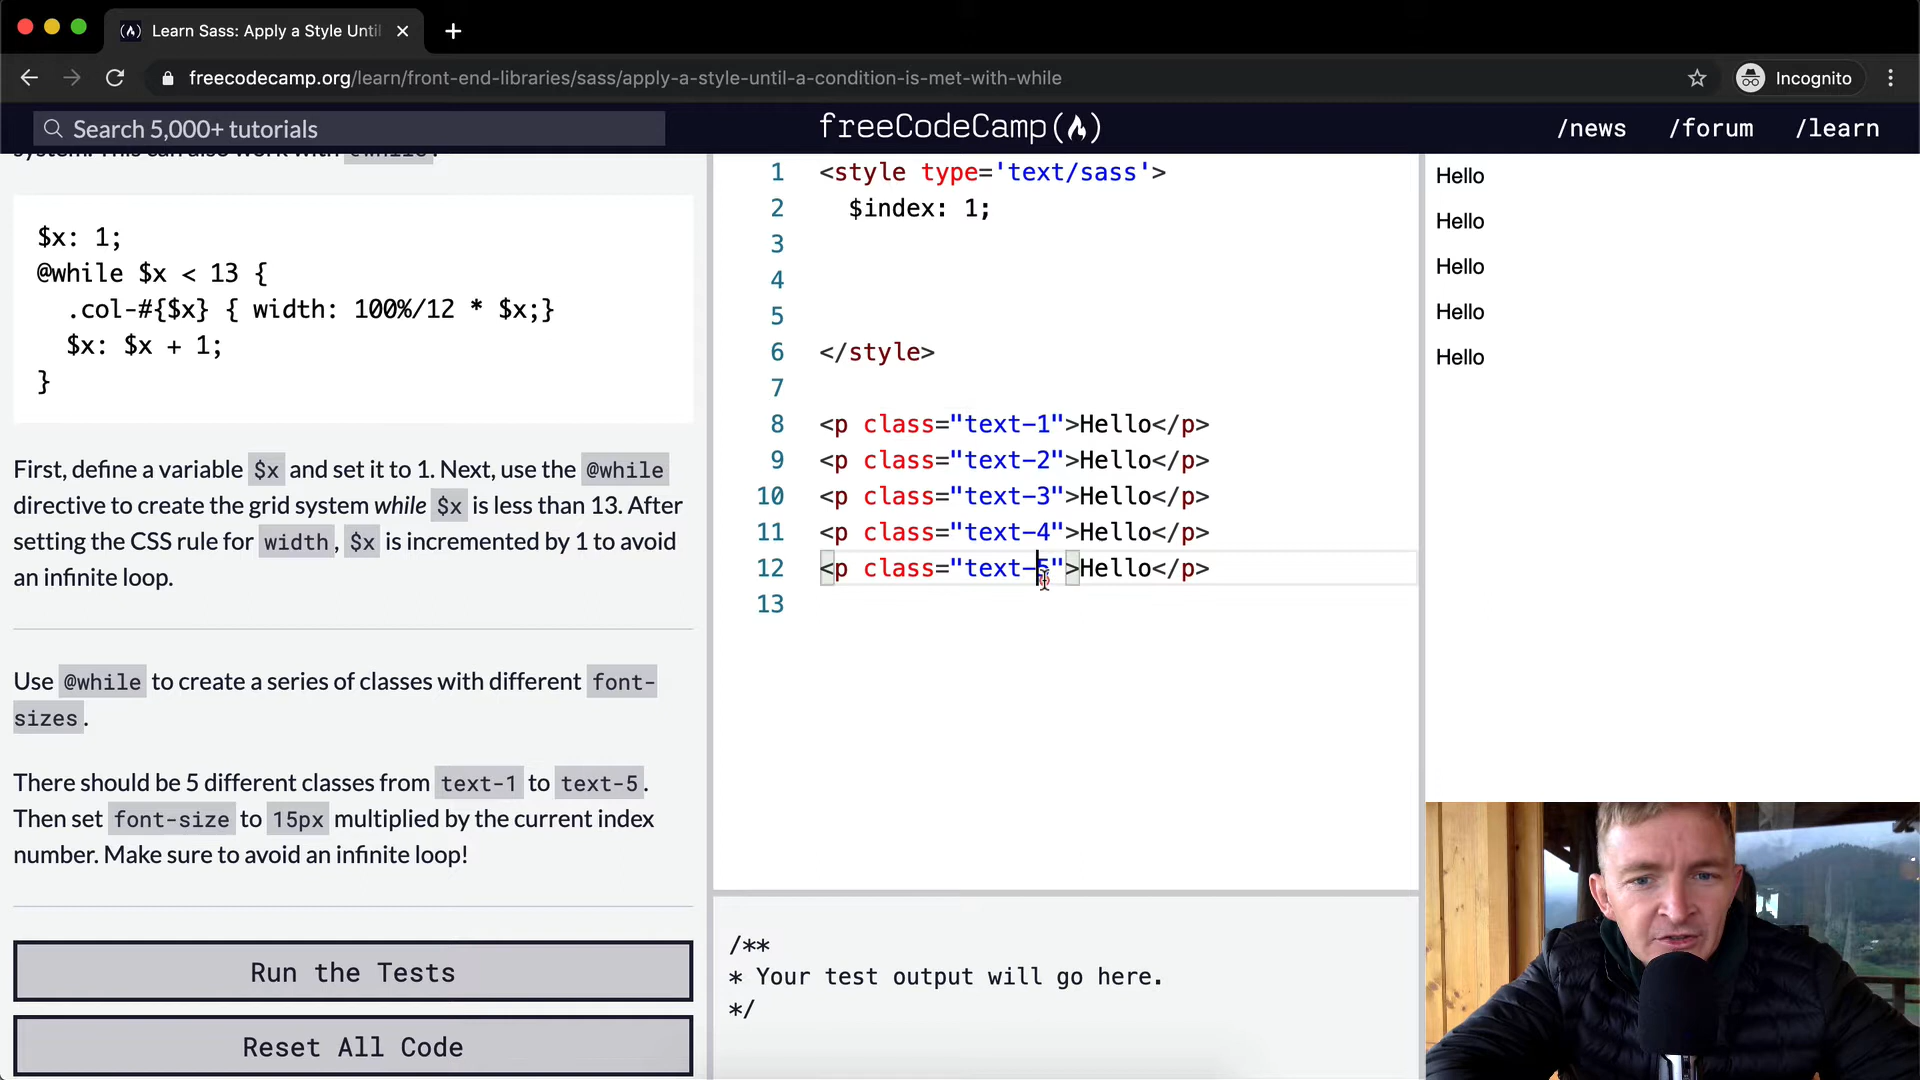 Learn Sass: Apply a Style Until
freecodecamp.org/learn/front-end-libraries/sass/apply-a-style-until-a-condition-is-met-with-while
Incognito
Search 5,000+ tutorials
freeCodeCamp
/news /forum /learn
system. This can also work with @while.
$x: 1;
@while $x < 13 {
.col-#{$x} { width: 100%/12 * $x;}
$x: $x + 1;
}
First, define a variable $x and set it to 1. Next, use the @while
directive to create the grid system while $x is less than 13. After
setting the CSS rule for width, $x is incremented by 1 to avoid
an infinite loop.
Use @while to create a series of classes with different font-
sizes.
There should be 5 different classes from text-1 to text-5.
Then set font-size to 15px multiplied by the current index
number. Make sure to avoid an infinite loop!
Run the Tests
Reset All Code
1 <style type='text/sass'>
2 $index: 1;
3
4
5
6 </style>
7
8 <p class="text-1">Hello</p>
9 <p class="text-2">Hello</p>
10 <p class="text-3">Hello</p>
11 <p class="text-4">Hello</p>
12 <p class="text-5">Hello</p>
13
/**
* Your test output will go here.
*/
Hello
Hello
Hello
Hello
Hello